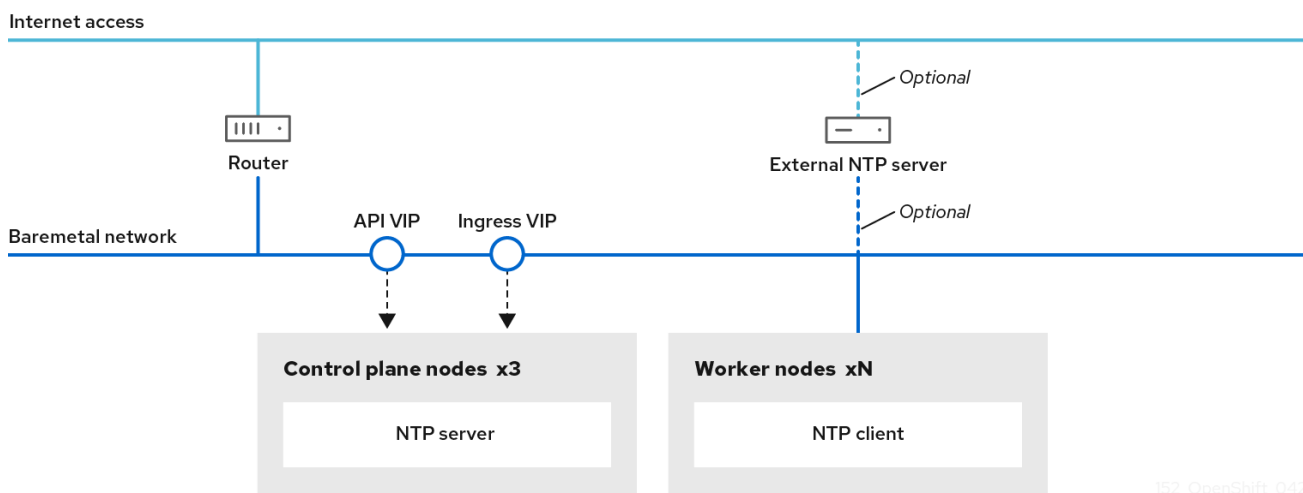 Internet access
Optional
Router
External NTP server
Optional
API VIP
Ingress VIP
Baremetal network
Control plane nodes x3
Worker nodes xN
NTP server
NTP client